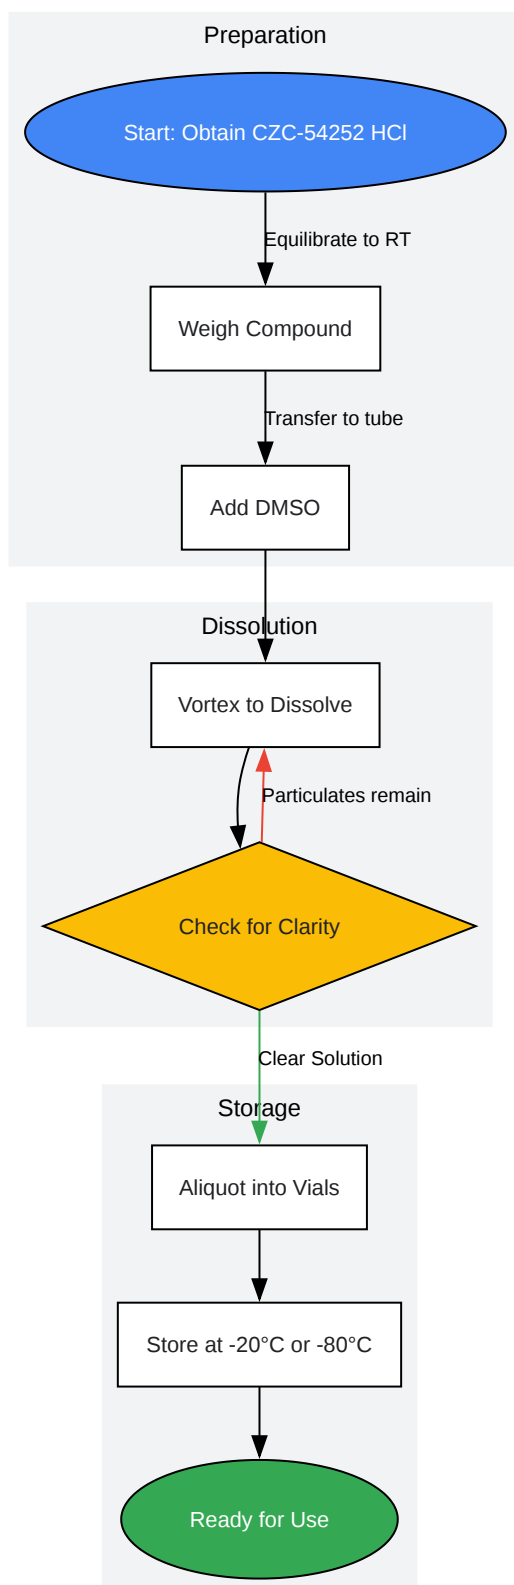 Preparation
Start: Obtain CZC-54252 HCl
Equilibrate to RT
Weigh Compound
Transfer to tube
Add DMSO
Dissolution
Vortex to Dissolve
Particulates remain
Check for Clarity
Clear Solution
Storage
Aliquot into Vials
Store at -20°C or -80°C
Ready for Use